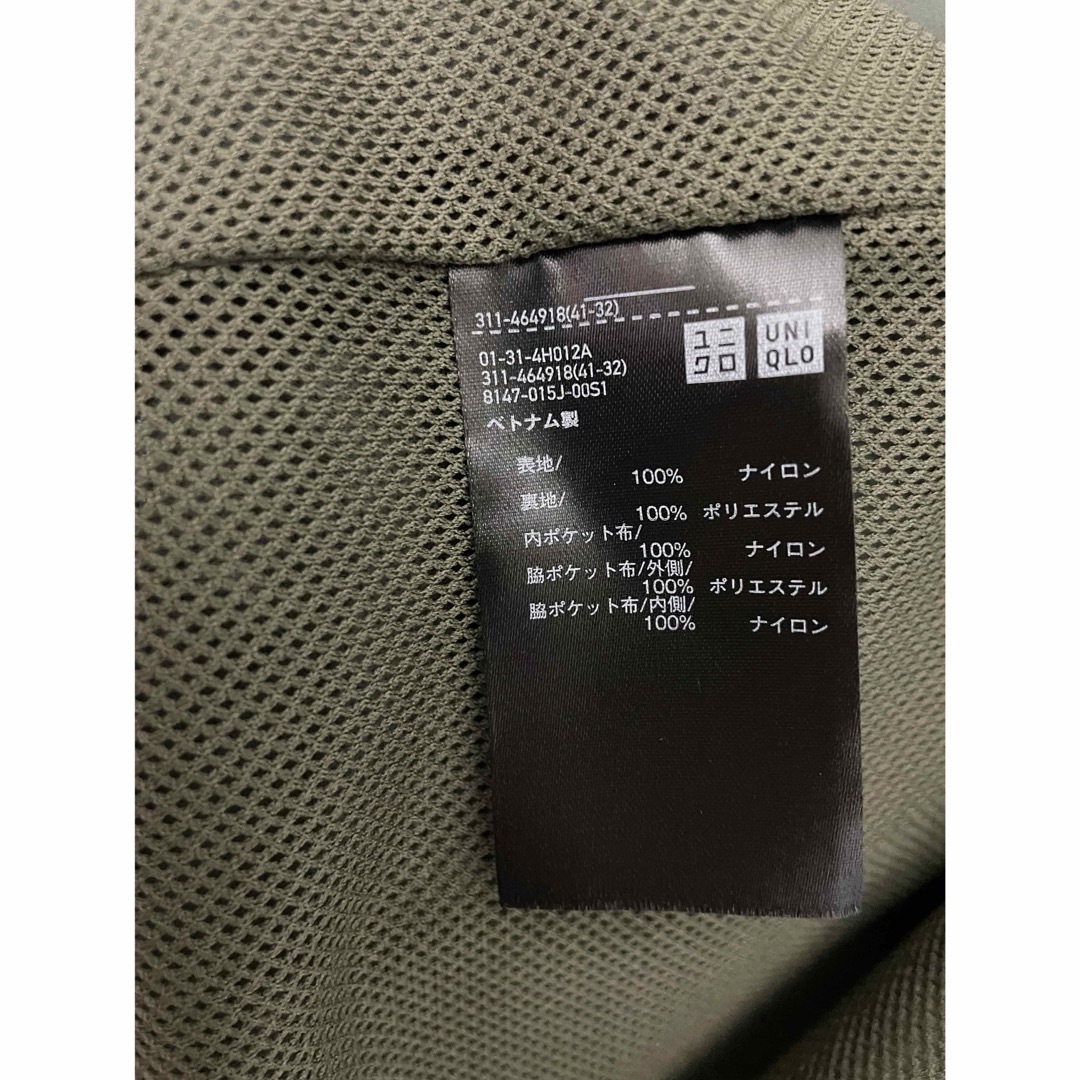 311-464918(41-32)
ユニ
クロ
UNI
QLO
01-31-4H012A
311-464918(41-32)
8147-015J-00S1
ベトナム製
表地/
100% ナイロン
裏地/
100% ポリエステル
内ポケット布/
100% ナイロン
脇ポケット布/外側/
100% ポリエステル
脇ポケット布/内側/
100% ナイロン